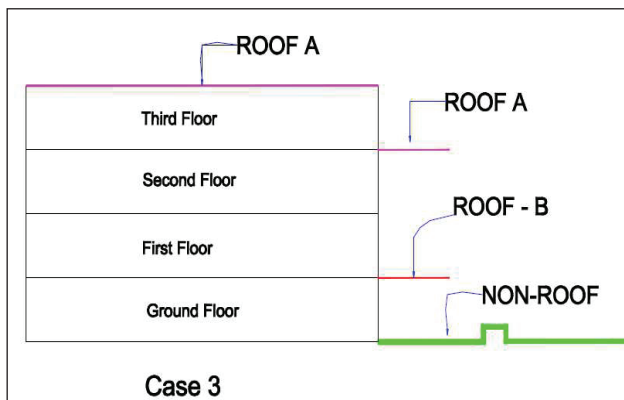 ROOF A
Third Floor
ROOF A
Second Floor
ROOF - B
First Floor
NON-ROOF
Ground Floor
Case 3